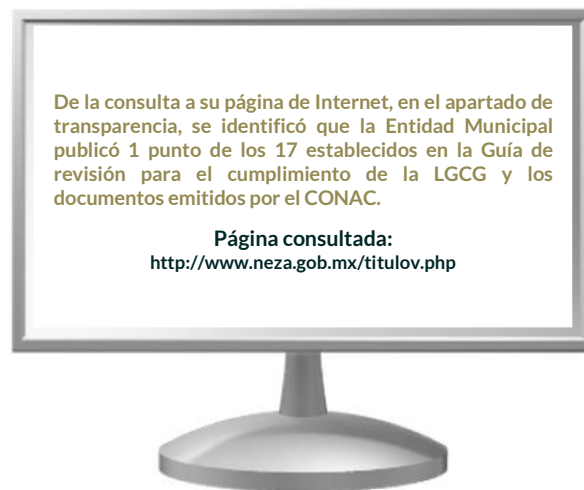 De la consulta a su página de Internet, en el apartado de
transparencia, se identificó que la Entidad Municipal
publicó 1 punto de los 17 establecidos en la Guía de
revisión para el cumplimiento de la LGCG y los
documentos emitidos por el CONAC.
Página consultada:
http://www.neza.gob.mx/titulov.php